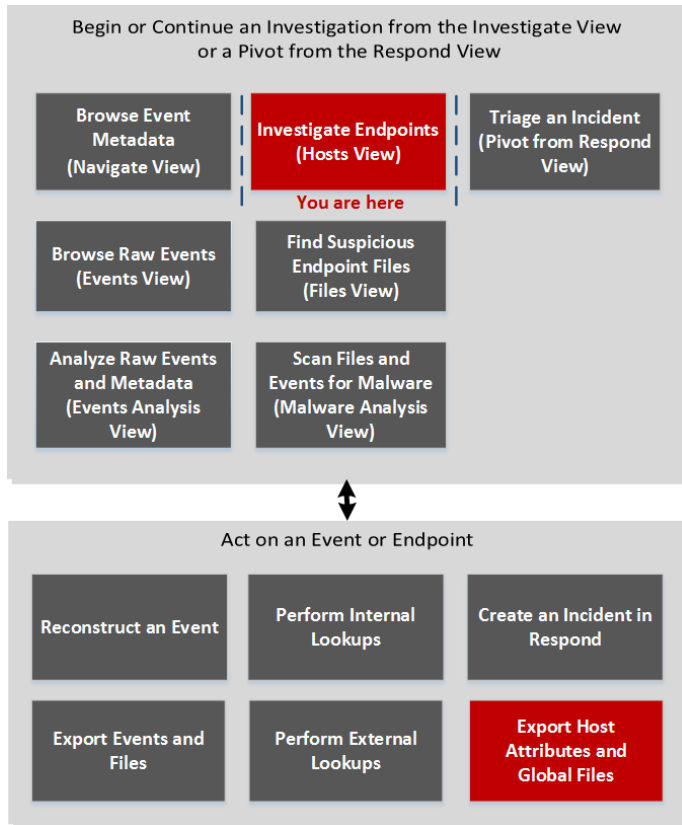 Begin or Continue an Investigation from the Investigate View
or a Pivot from the Respond View
Browse Event
Metadata
(Navigate View)
Investigate Endpoints
(Hosts View)
Triage an Incident
(Pivot from Respond
View)
You are here
Browse Raw Events
(Events View)
Find Suspicious
Endpoint Files
(Files View)
Analyze Raw Events
and Metadata
(Events Analysis
View)
Scan Files and
Events for Malware
(Malware Analysis
View)
Act on an Event or Endpoint
Reconstruct an Event
Perform Internal
Lookups
Create an Incident in
Respond
Export Events and
Files
Perform External
Lookups
Export Host
Attributes and
Global Files